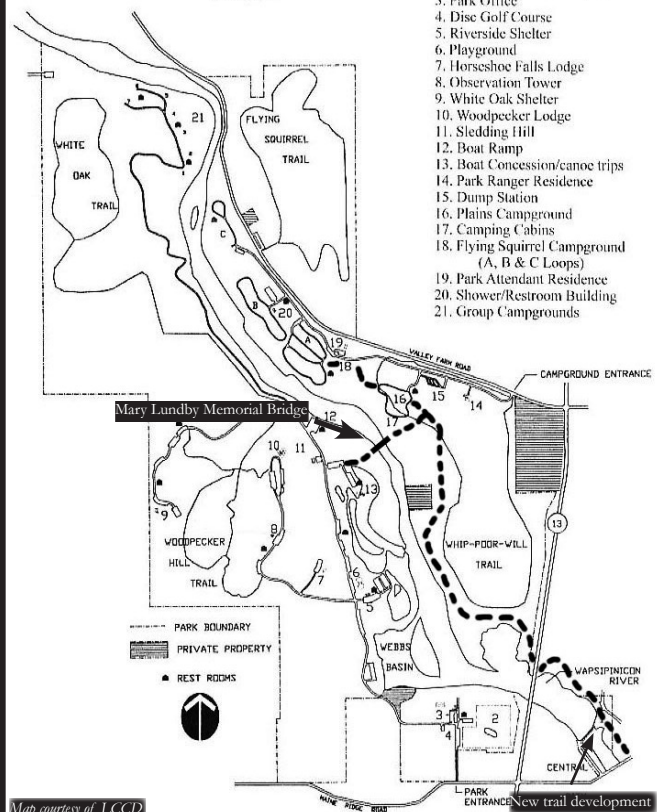 3. Park Office
4. Disc Golf Course
5. Riverside Shelter
6. Playground
7. Horseshoe Falls Lodge
8. Observation Tower
9. White Oak Shelter
10. Woodpecker Lodge
11. Sledding Hill
12. Boat Ramp
13. Boat Concession/canoe trips
14. Park Ranger Residence
15. Dump Station
16. Plains Campground
17. Camping Cabins
18. Flying Squirrel Campground
(A, B & C Loops)
19. Park Attendant Residence
20. Shower/Restroom Building
21. Group Campgrounds
21
FLYING
SQUIRREL
TRAIL
WHITE
OAK
TRAIL
C
B
20
A
19
18
VALLEY FARM ROAD
CAMPGROUND ENTRANCE
16
15
14
17
Mary Lundby Memorial Bridge
12
10
11
13
13
9
WOODPECKER
HILL
TRAIL
8
7
6
5
WHIP-POOR-WILL
TRAIL
PARK BOUNDARY
PRIVATE PROPERTY
REST ROOMS
WEBBS
BASIN
WAPSIPINICON
RIVER
3
2
4
CENTRAL
PARK
ENTRANCE
New trail development
Map courtesy of LCCD
MAINE RIDGE ROAD